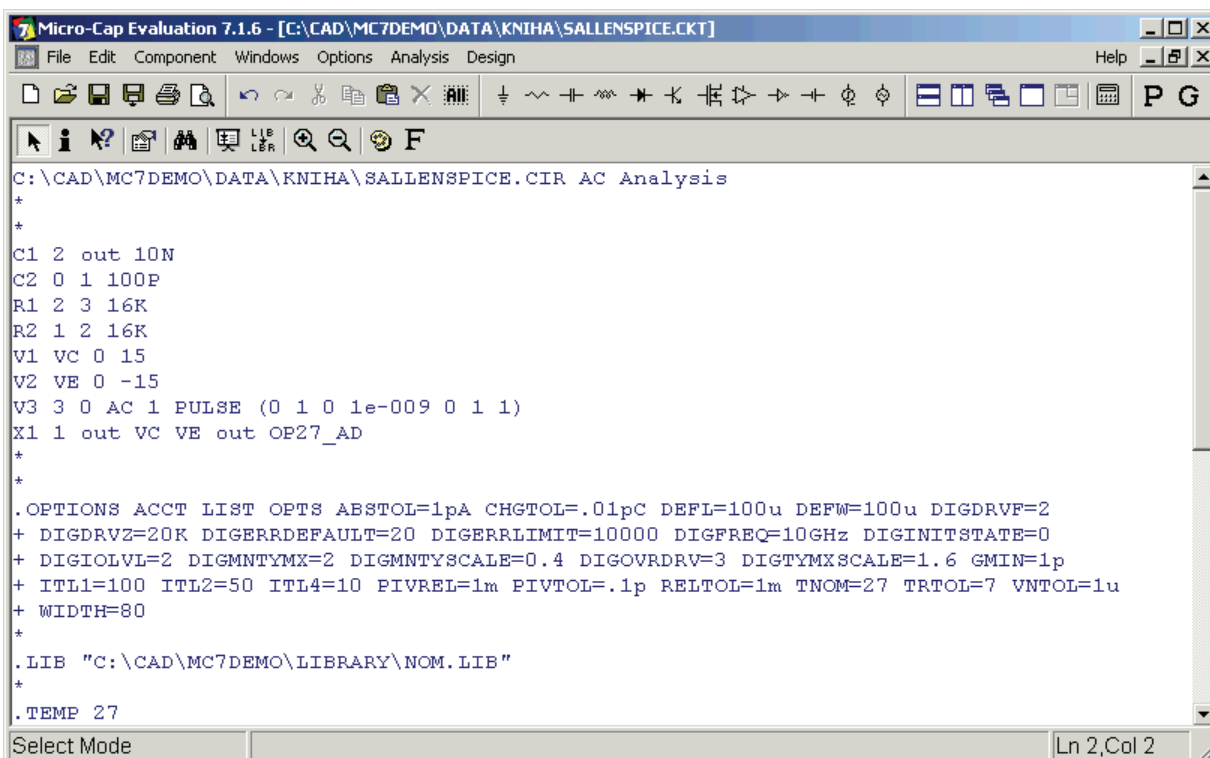 Micro-Cap Evaluation 7.1.6 - [C:\CAD\MC7DEMO\DATA\KNIHA\SALLENSPICE.CKT]
File Edit Component Windows Options Analysis Design Help
P G
LIB
LBR
F
C:\CAD\MC7DEMO\DATA\KNIHA\SALLENSPICE.CIR AC Analysis
*
*
C1 2 out 10N
C2 0 1 100P
R1 2 3 16K
R2 1 2 16K
V1 VC 0 15
V2 VE 0 -15
V3 3 0 AC 1 PULSE (0 1 0 1e-009 0 1 1)
X1 1 out VC VE out OP27_AD
*
*
.OPTIONS ACCT LIST OPTS ABSTOL=1pA CHGTOL=.01pC DEFL=100u DEFW=100u DIGDRVF=2
+ DIGDRVZ=20K DIGERRDEFAULT=20 DIGERRLIMIT=10000 DIGFREQ=10GHz DIGINITSTATE=0
+ DIGIOLVL=2 DIGMNTYMX=2 DIGMNTYSCALE=0.4 DIGOVRDRV=3 DIGTYMXSCALE=1.6 GMIN=1p
+ ITL1=100 ITL2=50 ITL4=10 PIVREL=1m PIVTOL=.1p RELTOL=1m TNOM=27 TRTOL=7 VNTOL=1u
+ WIDTH=80
*
.LIB "C:\CAD\MC7DEMO\LIBRARY\NOM.LIB"
*
.TEMP 27
Select Mode
Ln 2,Col 2